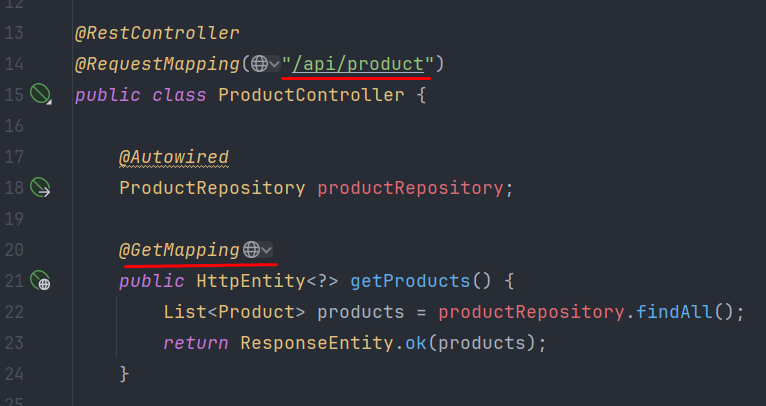 12
13 @RestController
14 @RequestMapping("/api/product")
15 public class ProductController {
16
17 @Autowired
18 ProductRepository productRepository;
19
20 @GetMapping
21 public HttpEntity<?> getProducts() {
22 List<Product> products = productRepository.findAll();
23 return ResponseEntity.ok(products);
24 }
25